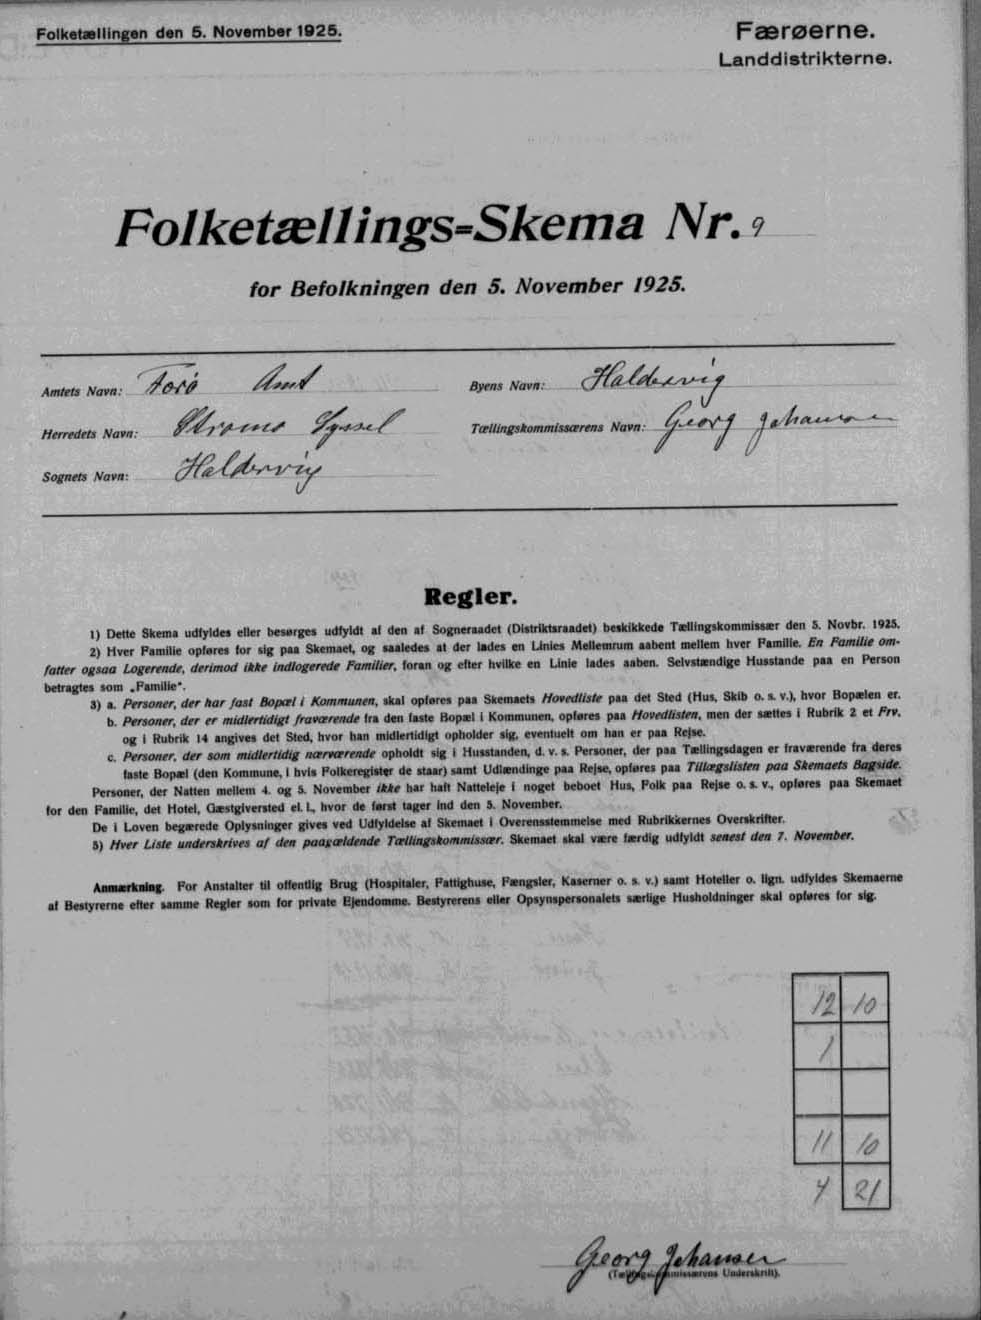 Folketællingen den 5. November 1925.
Færøerne.
Landdistrikterne.
Folketællings=Skema Nr. 9
for Befolkningen den 5. November 1925.
Amtets Navn: Færø Amt
Byens Navn: Haldersvig
Herredets Navn: Strømø Syssel
Tællingskommissærens Navn: Georg Johansen
Sognets Navn: Haldersvig
Regler.
1) Dette Skema udfyldes eller besørges udfyldt af den af Sogneraadet (Distriktsraadet) beskikkede Tællingskommissær den 5. Novbr. 1925.
2) Hver Familie opføres for sig paa Skemaet, og saaledes at der lades en Linies Mellemrum aabent mellem hver Familie. En Familie om-
fatter ogsaa Logerende, derimod ikke indlogerede Familier, foran og efter hvilke en Linie lades aaben. Selvstændige Husstande paa en Person
betragtes som „Familie“.
3) a. Personer, der har fast Bopæl i Kommunen, skal opføres paa Skemaets Hovedliste paa det Sted (Hus, Skib o. s. v.), hvor Bopælen er.
b. Personer, der er midlertidigt fraværende fra den faste Bopæl i Kommunen, opføres paa Hovedlisten, men der sættes i Rubrik 2 et Frv.
og i Rubrik 14 angives det Sted, hvor han midlertidigt opholder sig, eventuelt om han er paa Rejse.
c. Personer, der som midlertidig nærværende opholdt sig i Husstanden, d. v. s. Personer, der paa Tællingsdagen er fraværende fra deres
faste Bopæl (den Kommune, i hvis Folkeregister de staar) samt Udlændinge paa Rejse, opføres paa Tillægslisten paa Skemaets Bagside.
Personer, der Natten mellem 4. og 5. November ikke har haft Natteleje i noget beboet Hus, Folk paa Rejse o. s. v., opføres paa Skemaet
for den Familie, det Hotel, Gæstgiversted el. l., hvor de først tager ind den 5. November.
De i Loven begærede Oplysninger gives ved Udfyldelse af Skemaet i Overensstemmelse med Rubrikkernes Overskrifter.
5) Hver Liste underskrives af den paagældende Tællingskommissær. Skemaet skal være færdig udfyldt senest den 7. November.
Anmærkning. For Anstalter til offentlig Brug (Hospitaler, Fattighuse, Fængsler, Kaserner o. s. v.) samt Hoteller o. lign. udfyldes Skemaerne
af Bestyrerne efter samme Regler som for private Ejendomme. Bestyrerens eller Opsynspersonalets særlige Husholdninger skal opføres for sig.
12 10
1
11 10
4 21
Georg Johansen
(Tællingskommissærens Underskrift).